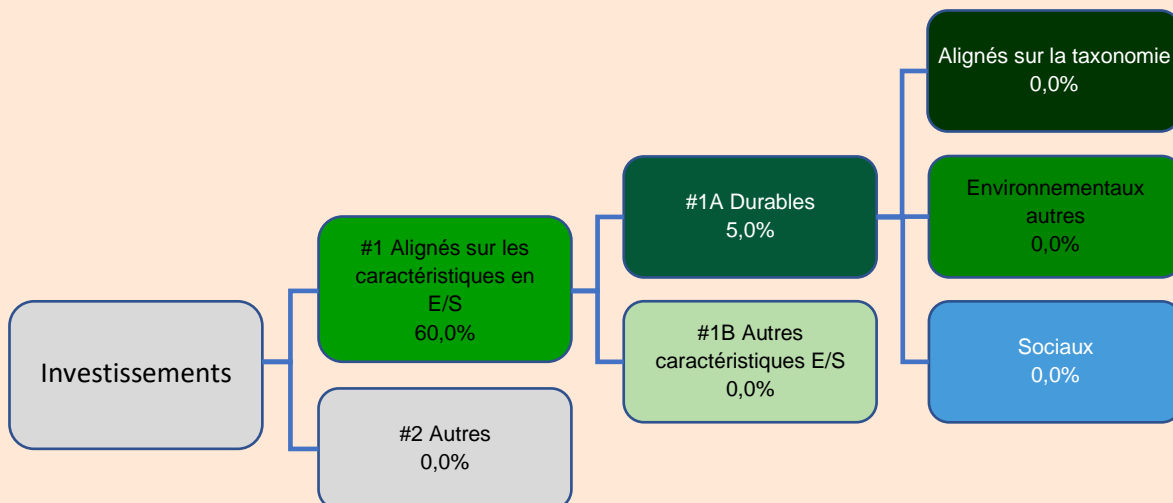 Investissements
#1 Alignés sur les
caractéristiques en
E/S
60,0%
#2 Autres
0,0%
#1A Durables
5,0%
#1B Autres
caractéristiques E/S
0,0%
Alignés sur la taxonomie
0,0%
Environnementaux
autres
0,0%
Sociaux
0,0%